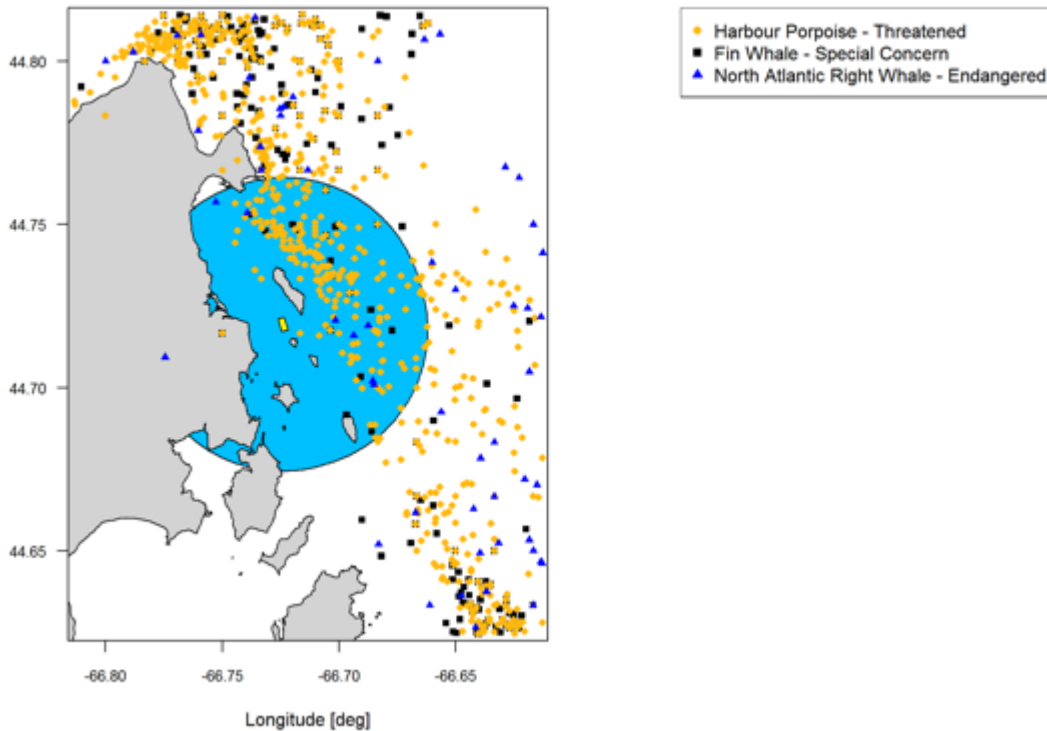 Harbour Porpoise - Threatened
Fin Whale - Special Concern
North Atlantic Right Whale - Endangered
44.80
44.75
44.70
44.65
-66.80 -66.75 -66.70 -66.65
Longitude [deg]